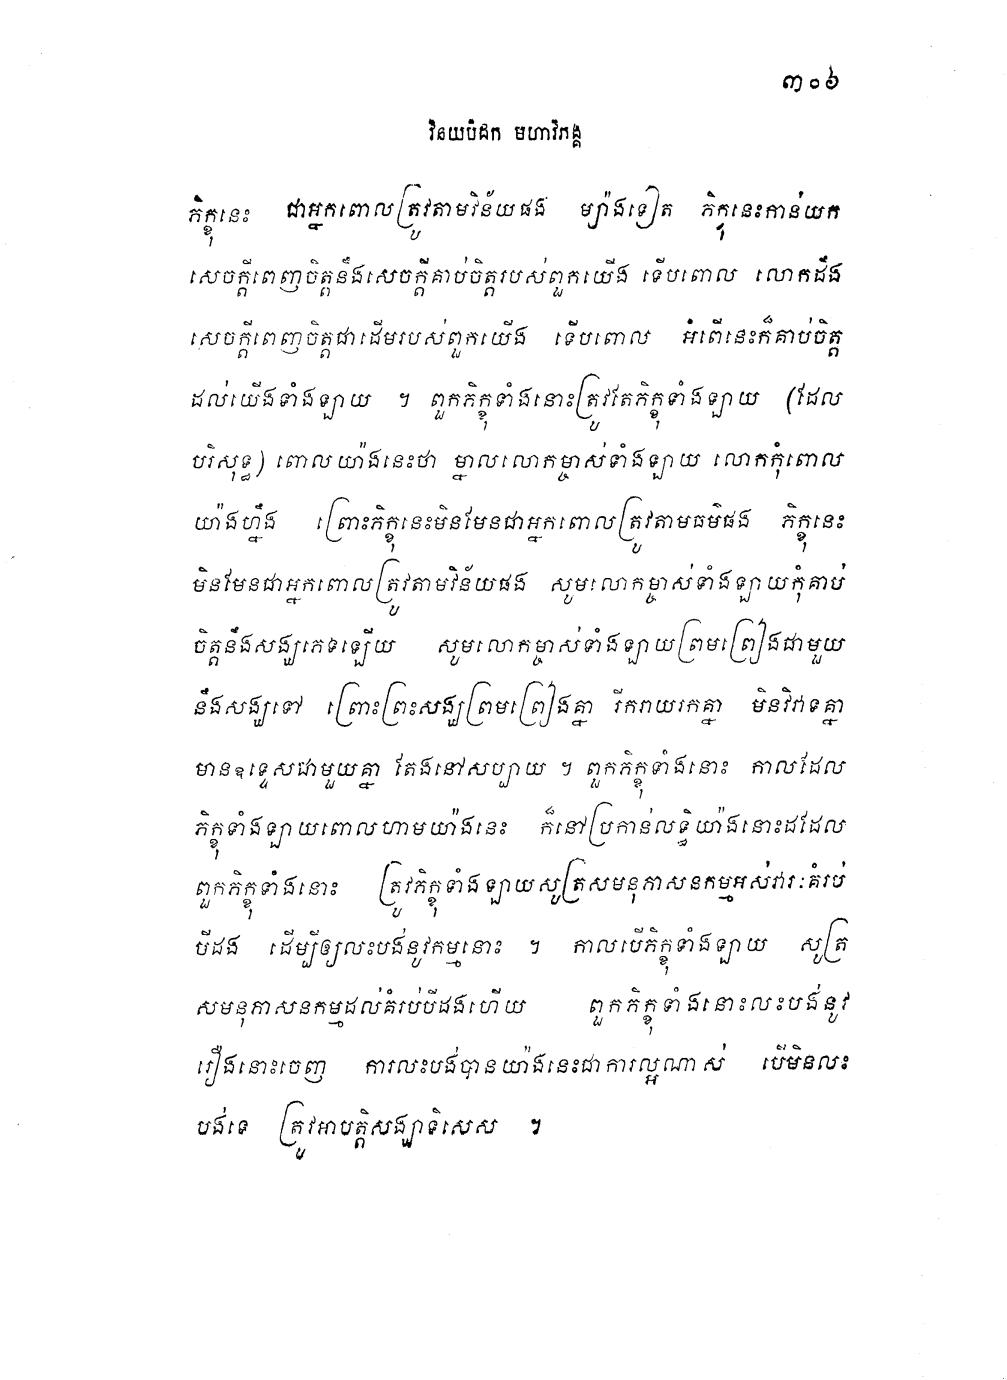 ៣០៦
វិនយបិដក មហាវិភង្គ
ភិក្ខុនេះ ជាអ្នកពោលត្រូវតាមវិន័យផង ម្យ៉ាងទៀត ភិក្ខុនេះកាន់យក
សេចក្តីពេញចិត្តនឹងសេចក្តីគាប់ចិត្តរបស់ពួកយើង ទើបពោល លោកដឹង
សេចក្តីពេញចិត្តជាដើមរបស់ពួកយើង ទើបពោល អំពើនេះក៏គាប់ចិត្ត
ដល់យើងទាំងឡាយ ។ ពួកភិក្ខុទាំងនោះត្រូវតែភិក្ខុទាំងឡាយ (ដែល
បរិសុទ្ធ) ពោលយ៉ាងនេះថា ម្នាលលោកម្ចាស់ទាំងឡាយ លោកកុំពោល
យ៉ាងហ្នឹង ព្រោះភិក្ខុនេះមិនមែនជាអ្នកពោលត្រូវតាមធម៌ផង ភិក្ខុនេះ
មិនមែនជាអ្នកពោលត្រូវតាមវិន័យផង សូមលោកម្ចាស់ទាំងឡាយកុំគាប់
ចិត្តនឹងសង្ឃភេទឡើយ សូមលោកម្ចាស់ទាំងឡាយព្រមព្រៀងជាមួយ
នឹងសង្ឃទៅ ព្រោះព្រះសង្ឃព្រមព្រៀងគ្នា រីករាយរកគ្នា មិនវិវាទគ្នា
មានឧទ្ទេសជាមួយគ្នា តែងនៅសប្បាយ ។ ពួកភិក្ខុទាំងនោះ កាលដែល
ភិក្ខុទាំងឡាយពោលហាមយ៉ាងនេះ ក៏នៅប្រកាន់លទ្ធិយ៉ាងនោះដដែល
ពួកភិក្ខុទាំងនោះ ត្រូវភិក្ខុទាំងឡាយសូត្រសមនុភាសនកម្មអស់វារៈគំរប់
បីដង ដើម្បីឲ្យលះបង់នូវកម្មនោះ ។ កាលបើភិក្ខុទាំងឡាយ សូត្រ
សមនុភាសនកម្មដល់គំរប់បីដងហើយ ពួកភិក្ខុទាំងនោះលះបង់នូវ
រឿងនោះចេញ ការលះបង់បានយ៉ាងនេះជាការល្អណាស់ បើមិនលះ
បង់ទេ ត្រូវអាបត្តិសង្ឃាទិសេស ។